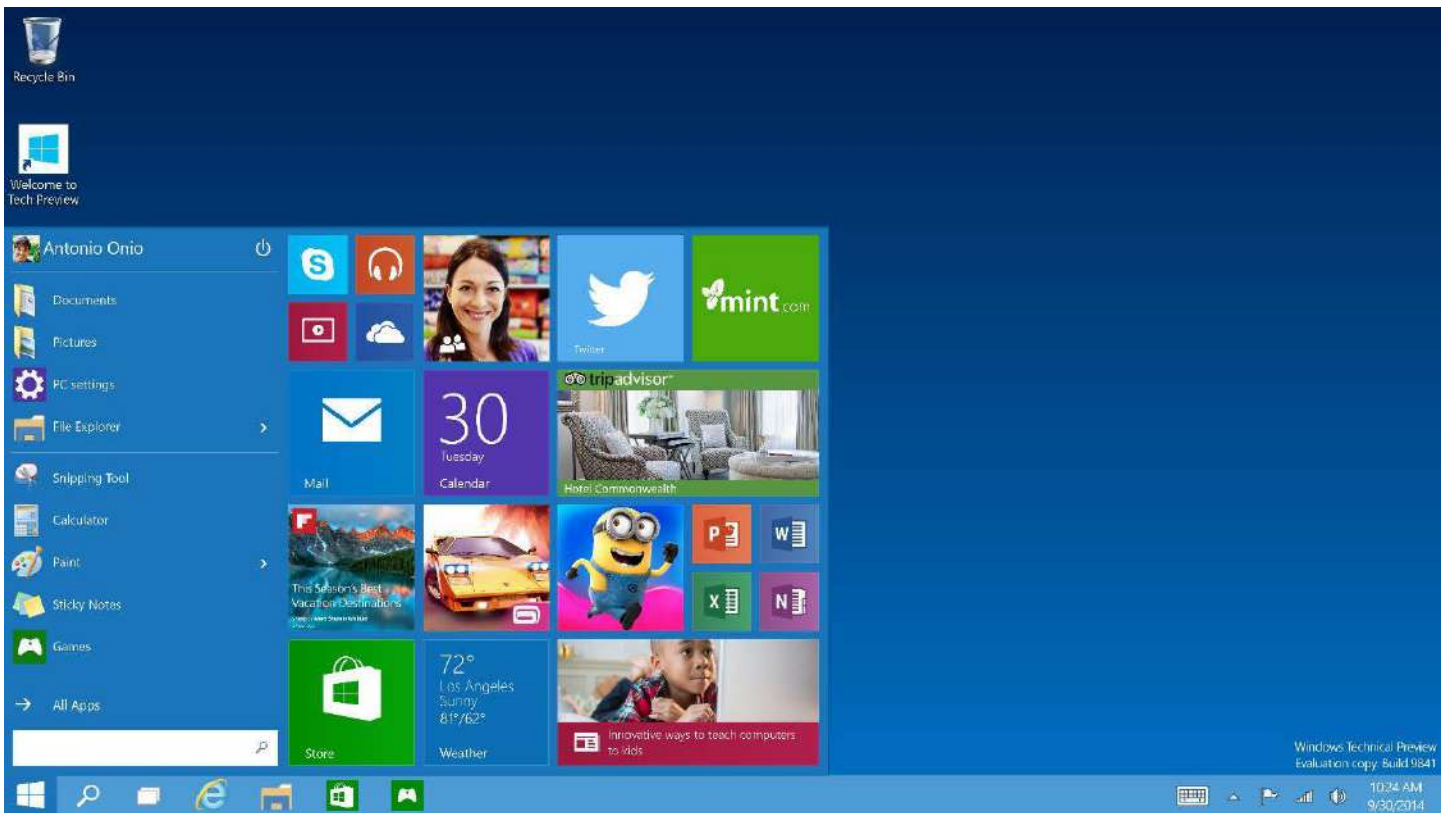 Recycle Bin
Welcome to
Tech Preview
Antonio Onio
Documents
Pictures
PC settings
File Explorer
Snipping Tool
Calculator
Paint
Sticky Notes
Games
All Apps
S
Twitter
mint.com
Mail
30
Tuesday
Calendar
tripadvisor
Hotel Commonwealth
This Season's Best
Vacation Destinations
P
W
X
N
Store
72°
Los Angeles
Sunny
81°/62°
Weather
Innovative ways to teach computers
to kids
Windows Technical Preview
Evaluation copy. Build 9841
10:24 AM
9/30/2014